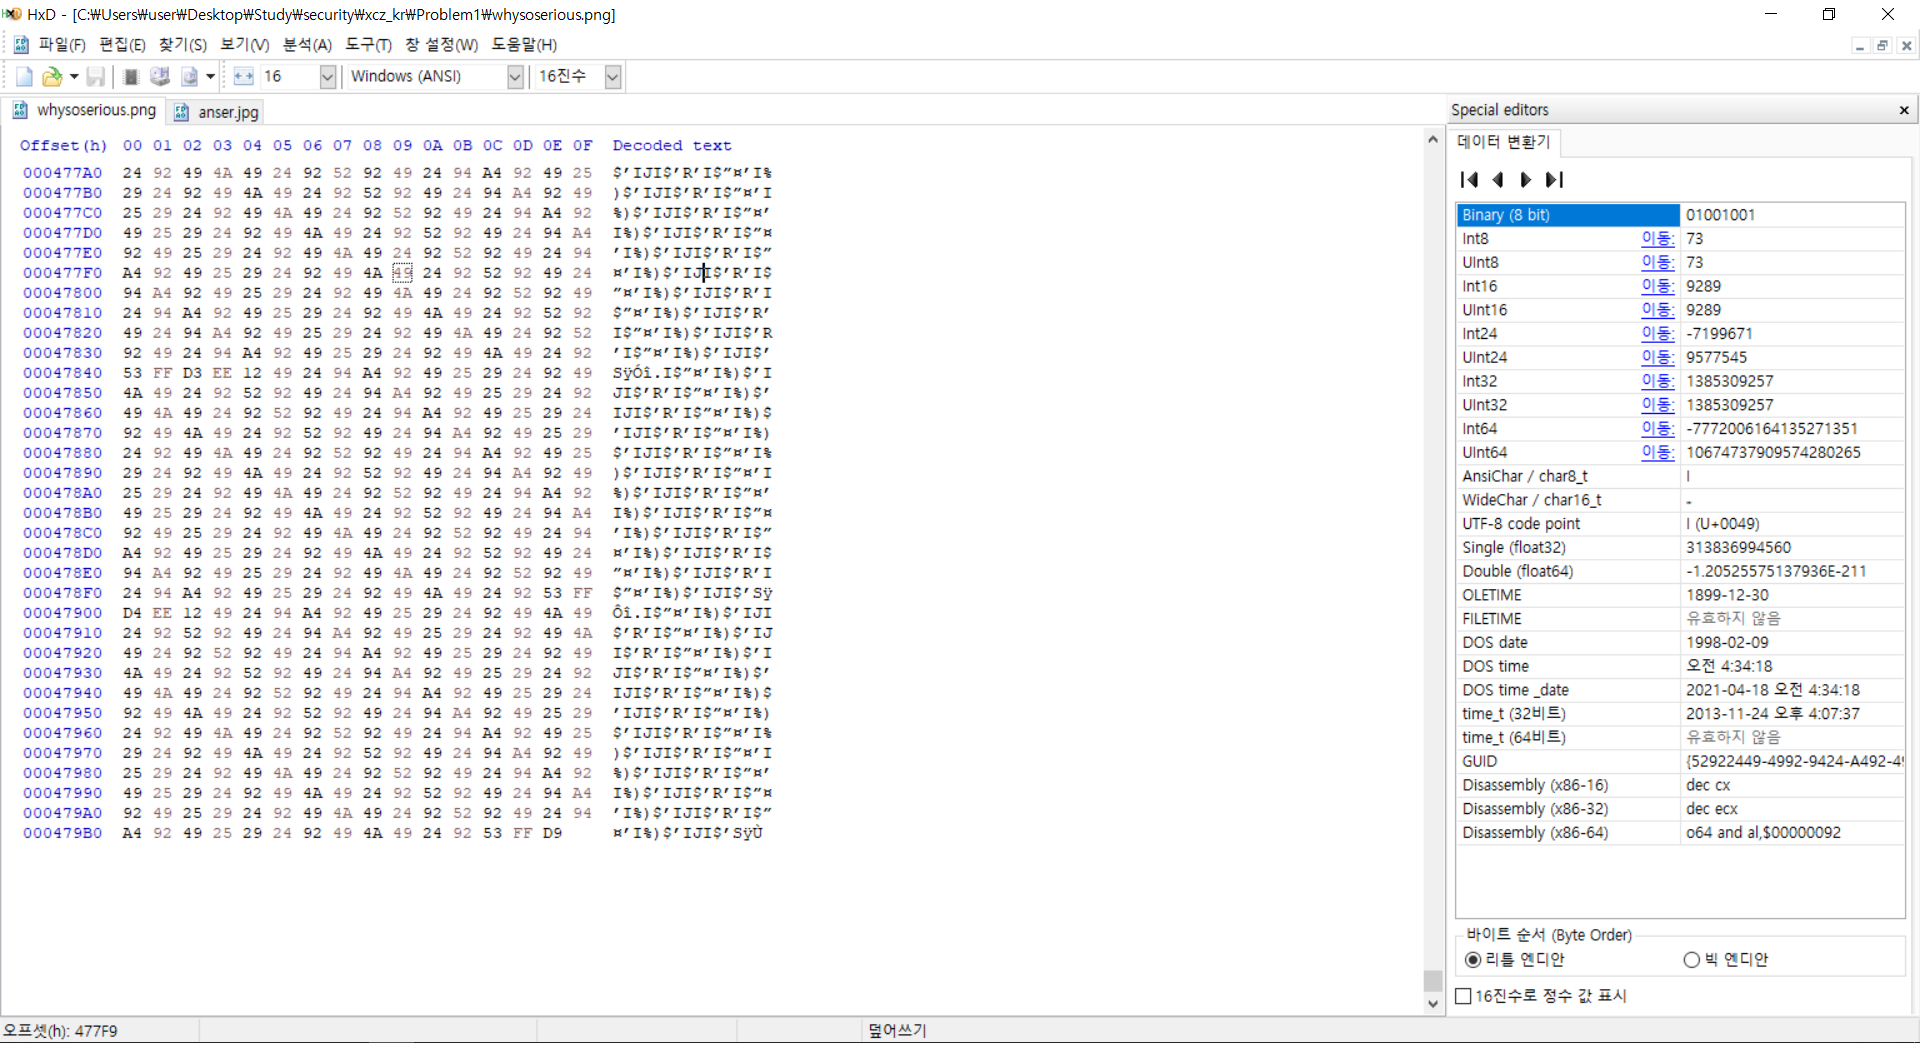 HxD - [C:₩Users₩user₩Desktop₩Study₩security₩xcz_kr₩Problem1₩whysoserious.png]
파일(F) 편집(E) 찾기(S) 보기(V) 분석(A) 도구(T) 창 설정(W) 도움말(H)
16 Windows (ANSI) 16진수
whysoserious.png anser.jpg
Offset(h) 00 01 02 03 04 05 06 07 08 09 0A 0B 0C 0D 0E 0F Decoded text
000477A0 24 92 49 4A 49 24 92 52 92 49 24 94 A4 92 49 25 $’IJI$’R’I$”¤’I%
000477B0 29 24 92 49 4A 49 24 92 52 92 49 24 94 A4 92 49 )$’IJI$’R’I$”¤’I
000477C0 25 29 24 92 49 4A 49 24 92 52 92 49 24 94 A4 92 %)$’IJI$’R’I$”¤’
000477D0 49 25 29 24 92 49 4A 49 24 92 52 92 49 24 94 A4 I%)$’IJI$’R’I$”¤
000477E0 92 49 25 29 24 92 49 4A 49 24 92 52 92 49 24 94 ’I%)$’IJI$’R’I$”
000477F0 A4 92 49 25 29 24 92 49 4A 49 24 92 52 92 49 24 ¤’I%)$’IJI$’R’I$
00047800 94 A4 92 49 25 29 24 92 49 4A 49 24 92 52 92 49 ”¤’I%)$’IJI$’R’I
00047810 24 94 A4 92 49 25 29 24 92 49 4A 49 24 92 52 92 $”¤’I%)$’IJI$’R’
00047820 49 24 94 A4 92 49 25 29 24 92 49 4A 49 24 92 52 I$”¤’I%)$’IJI$’R
00047830 92 49 24 94 A4 92 49 25 29 24 92 49 4A 49 24 92 ’I$”¤’I%)$’IJI$’
00047840 53 FF D3 EE 12 49 24 94 A4 92 49 25 29 24 92 49 SÿÓî.I$”¤’I%)$’I
00047850 4A 49 24 92 52 92 49 24 94 A4 92 49 25 29 24 92 JI$’R’I$”¤’I%)$’
00047860 49 4A 49 24 92 52 92 49 24 94 A4 92 49 25 29 24 IJI$’R’I$”¤’I%)$
00047870 92 49 4A 49 24 92 52 92 49 24 94 A4 92 49 25 29 ’IJI$’R’I$”¤’I%)
00047880 24 92 49 4A 49 24 92 52 92 49 24 94 A4 92 49 25 $’IJI$’R’I$”¤’I%
00047890 29 24 92 49 4A 49 24 92 52 92 49 24 94 A4 92 49 )$’IJI$’R’I$”¤’I
000478A0 25 29 24 92 49 4A 49 24 92 52 92 49 24 94 A4 92 %)$’IJI$’R’I$”¤’
000478B0 49 25 29 24 92 49 4A 49 24 92 52 92 49 24 94 A4 I%)$’IJI$’R’I$”¤
000478C0 92 49 25 29 24 92 49 4A 49 24 92 52 92 49 24 94 ’I%)$’IJI$’R’I$”
000478D0 A4 92 49 25 29 24 92 49 4A 49 24 92 52 92 49 24 ¤’I%)$’IJI$’R’I$
000478E0 94 A4 92 49 25 29 24 92 49 4A 49 24 92 52 92 49 ”¤’I%)$’IJI$’R’I
000478F0 24 94 A4 92 49 25 29 24 92 49 4A 49 24 92 53 FF $”¤’I%)$’IJI$’Sÿ
00047900 D4 EE 12 49 24 94 A4 92 49 25 29 24 92 49 4A 49 Ôî.I$”¤’I%)$’IJI
00047910 24 92 52 92 49 24 94 A4 92 49 25 29 24 92 49 4A $’R’I$”¤’I%)$’IJ
00047920 49 24 92 52 92 49 24 94 A4 92 49 25 29 24 92 49 I$’R’I$”¤’I%)$’I
00047930 4A 49 24 92 52 92 49 24 94 A4 92 49 25 29 24 92 JI$’R’I$”¤’I%)$’
00047940 49 4A 49 24 92 52 92 49 24 94 A4 92 49 25 29 24 IJI$’R’I$”¤’I%)$
00047950 92 49 4A 49 24 92 52 92 49 24 94 A4 92 49 25 29 ’IJI$’R’I$”¤’I%)
00047960 24 92 49 4A 49 24 92 52 92 49 24 94 A4 92 49 25 $’IJI$’R’I$”¤’I%
00047970 29 24 92 49 4A 49 24 92 52 92 49 24 94 A4 92 49 )$’IJI$’R’I$”¤’I
00047980 25 29 24 92 49 4A 49 24 92 52 92 49 24 94 A4 92 %)$’IJI$’R’I$”¤’
00047990 49 25 29 24 92 49 4A 49 24 92 52 92 49 24 94 A4 I%)$’IJI$’R’I$”¤
000479A0 92 49 25 29 24 92 49 4A 49 24 92 52 92 49 24 94 ’I%)$’IJI$’R’I$”
000479B0 A4 92 49 25 29 24 92 49 4A 49 24 92 53 FF D9 ¤’I%)$’IJI$’SÿÙ
Special editors
데이터 변환기
Binary (8 bit) 01001001
Int8 이동: 73
UInt8 이동: 73
Int16 이동: 9289
UInt16 이동: 9289
Int24 이동: -7199671
UInt24 이동: 9577545
Int32 이동: 1385309257
UInt32 이동: 1385309257
Int64 이동: -7772006164135271351
UInt64 이동: 10674737909574280265
AnsiChar / char8_t I
WideChar / char16_t -
UTF-8 code point I (U+0049)
Single (float32) 313836994560
Double (float64) -1.20525575137936E-211
OLETIME 1899-12-30
FILETIME 유효하지 않음
DOS date 1998-02-09
DOS time 오전 4:34:18
DOS time _date 2021-04-18 오전 4:34:18
time_t (32비트) 2013-11-24 오후 4:07:37
time_t (64비트) 유효하지 않음
GUID {52922449-4992-9424-A492-49
Disassembly (x86-16) dec cx
Disassembly (x86-32) dec ecx
Disassembly (x86-64) o64 and al,$00000092
바이트 순서 (Byte Order)
리틀 엔디안 빅 엔디안
16진수로 정수 값 표시
오프셋(h): 477F9 덮어쓰기